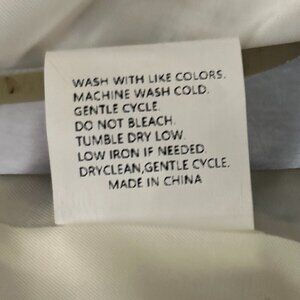 WASH WITH LIKE COLORS.
MACHINE WASH COLD.
GENTLE CYCLE.
DO NOT BLEACH.
TUMBLE DRY LOW.
LOW IRON IF NEEDED.
DRYCLEAN,GENTLE CYCLE.
MADE IN CHINA